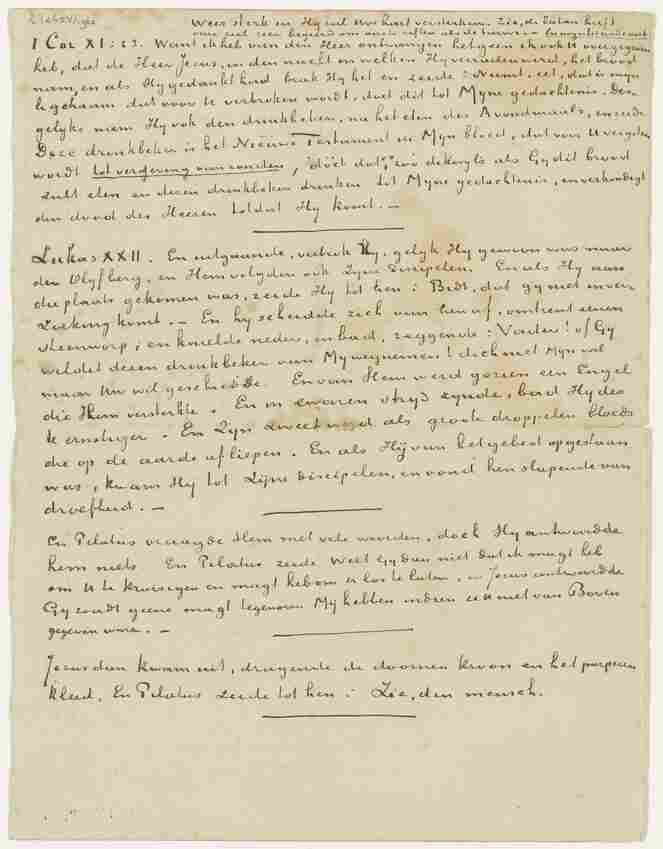 Wees sterk en Hy zal Uw hart versterken. Zie, de Satan heeft
zeer begeerd om als de tarwe
I Cor XI : 23. Want ik heb van den Heer ontvangen hetgeen ik ook U overgegeven
heb, dat de Heer Jezus, in den nacht in welken Hy verraden werd, het brood
nam, en als Hy gedankt had brak Hy het en zeide : Neemt, eet, dat is myn
lichaam dat voor U verbroken wordt, doet dit tot Myne gedachtenis. Des-
gelyks nam Hy ook den drinkbeker, na het eten des Avondmaals, en zeide
Deze drinkbeker is het Nieuwe Testament in Myn bloed, dat voor U vergoten
wordt tot vergeving van zonden, doet dat, zoo dikwyls als Gy dit brood
zult eten en dezen drinkbeker drinken tot Myne gedachtenis, en verkondigt
den dood des Heeren totdat Hy komt. —
Lukas XXII. En uitgaande, vertrok Hy, gelyk Hy gewoon was naar
den Olyfberg, en Hem volgden ook Zyne Discipelen. En als Hy aan
die plaats gekomen was, zeide Hy tot hen : Bidt, dat gy niet in ver-
zoeking komt. — En hy scheidde zich van hen af, omtrent eenen
steenworp ; en knielde neder, en bad, zeggende : Vader ! of Gy
wildet dezen drinkbeker van My wegnemen ! doch niet Myn wil
maar Uw wil geschiede. En van Hem werd gezien een Engel
die Hem versterkte. En in zwaren stryd zynde, bad Hy des
te ernstiger. En Zyn zweet werd als groote droppelen bloeds
die op de aarde afliepen. En als Hy van het gebed opgestaan
was, kwam Hy tot Zyne Discipelen, en vond hen slapende van
droefheid. —
En Pilatus vraagde Hem met vele woorden, doch Hy antwoordde
hem niets. En Pilatus zeide Weet Gy dan niet dat ik magt heb
om U te kruisigen en magt heb om U los te laten, en Jezus antwoordde
Gy zoudt geene magt tegenover My hebben indien ze U niet van Boven
gegeven ware. —
Jezus dan kwam uit, dragende de doornen kroon en het purperen
kleed. En Pilatus zeide tot hen : Zie, den mensch.